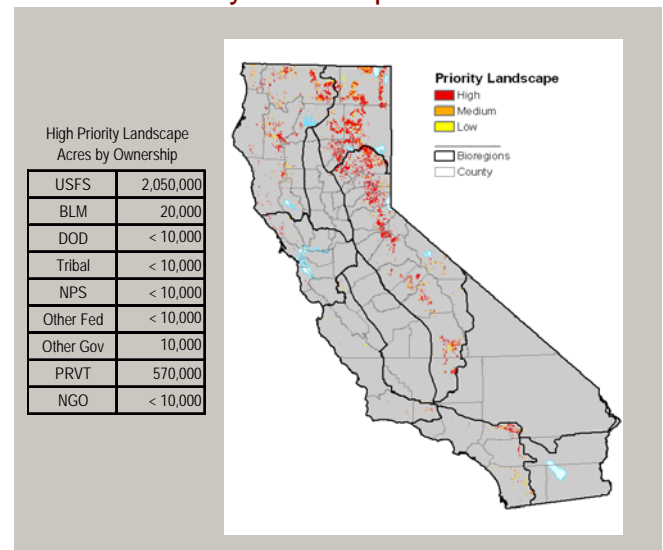 High Priority Landscape
Acres by Ownership
USFS 2,050,000
BLM 20,000
DOD < 10,000
Tribal < 10,000
NPS < 10,000
Other Fed < 10,000
Other Gov 10,000
PRVT 570,000
NGO < 10,000
Priority Landscape
High
Medium
Low
Bioregions
County